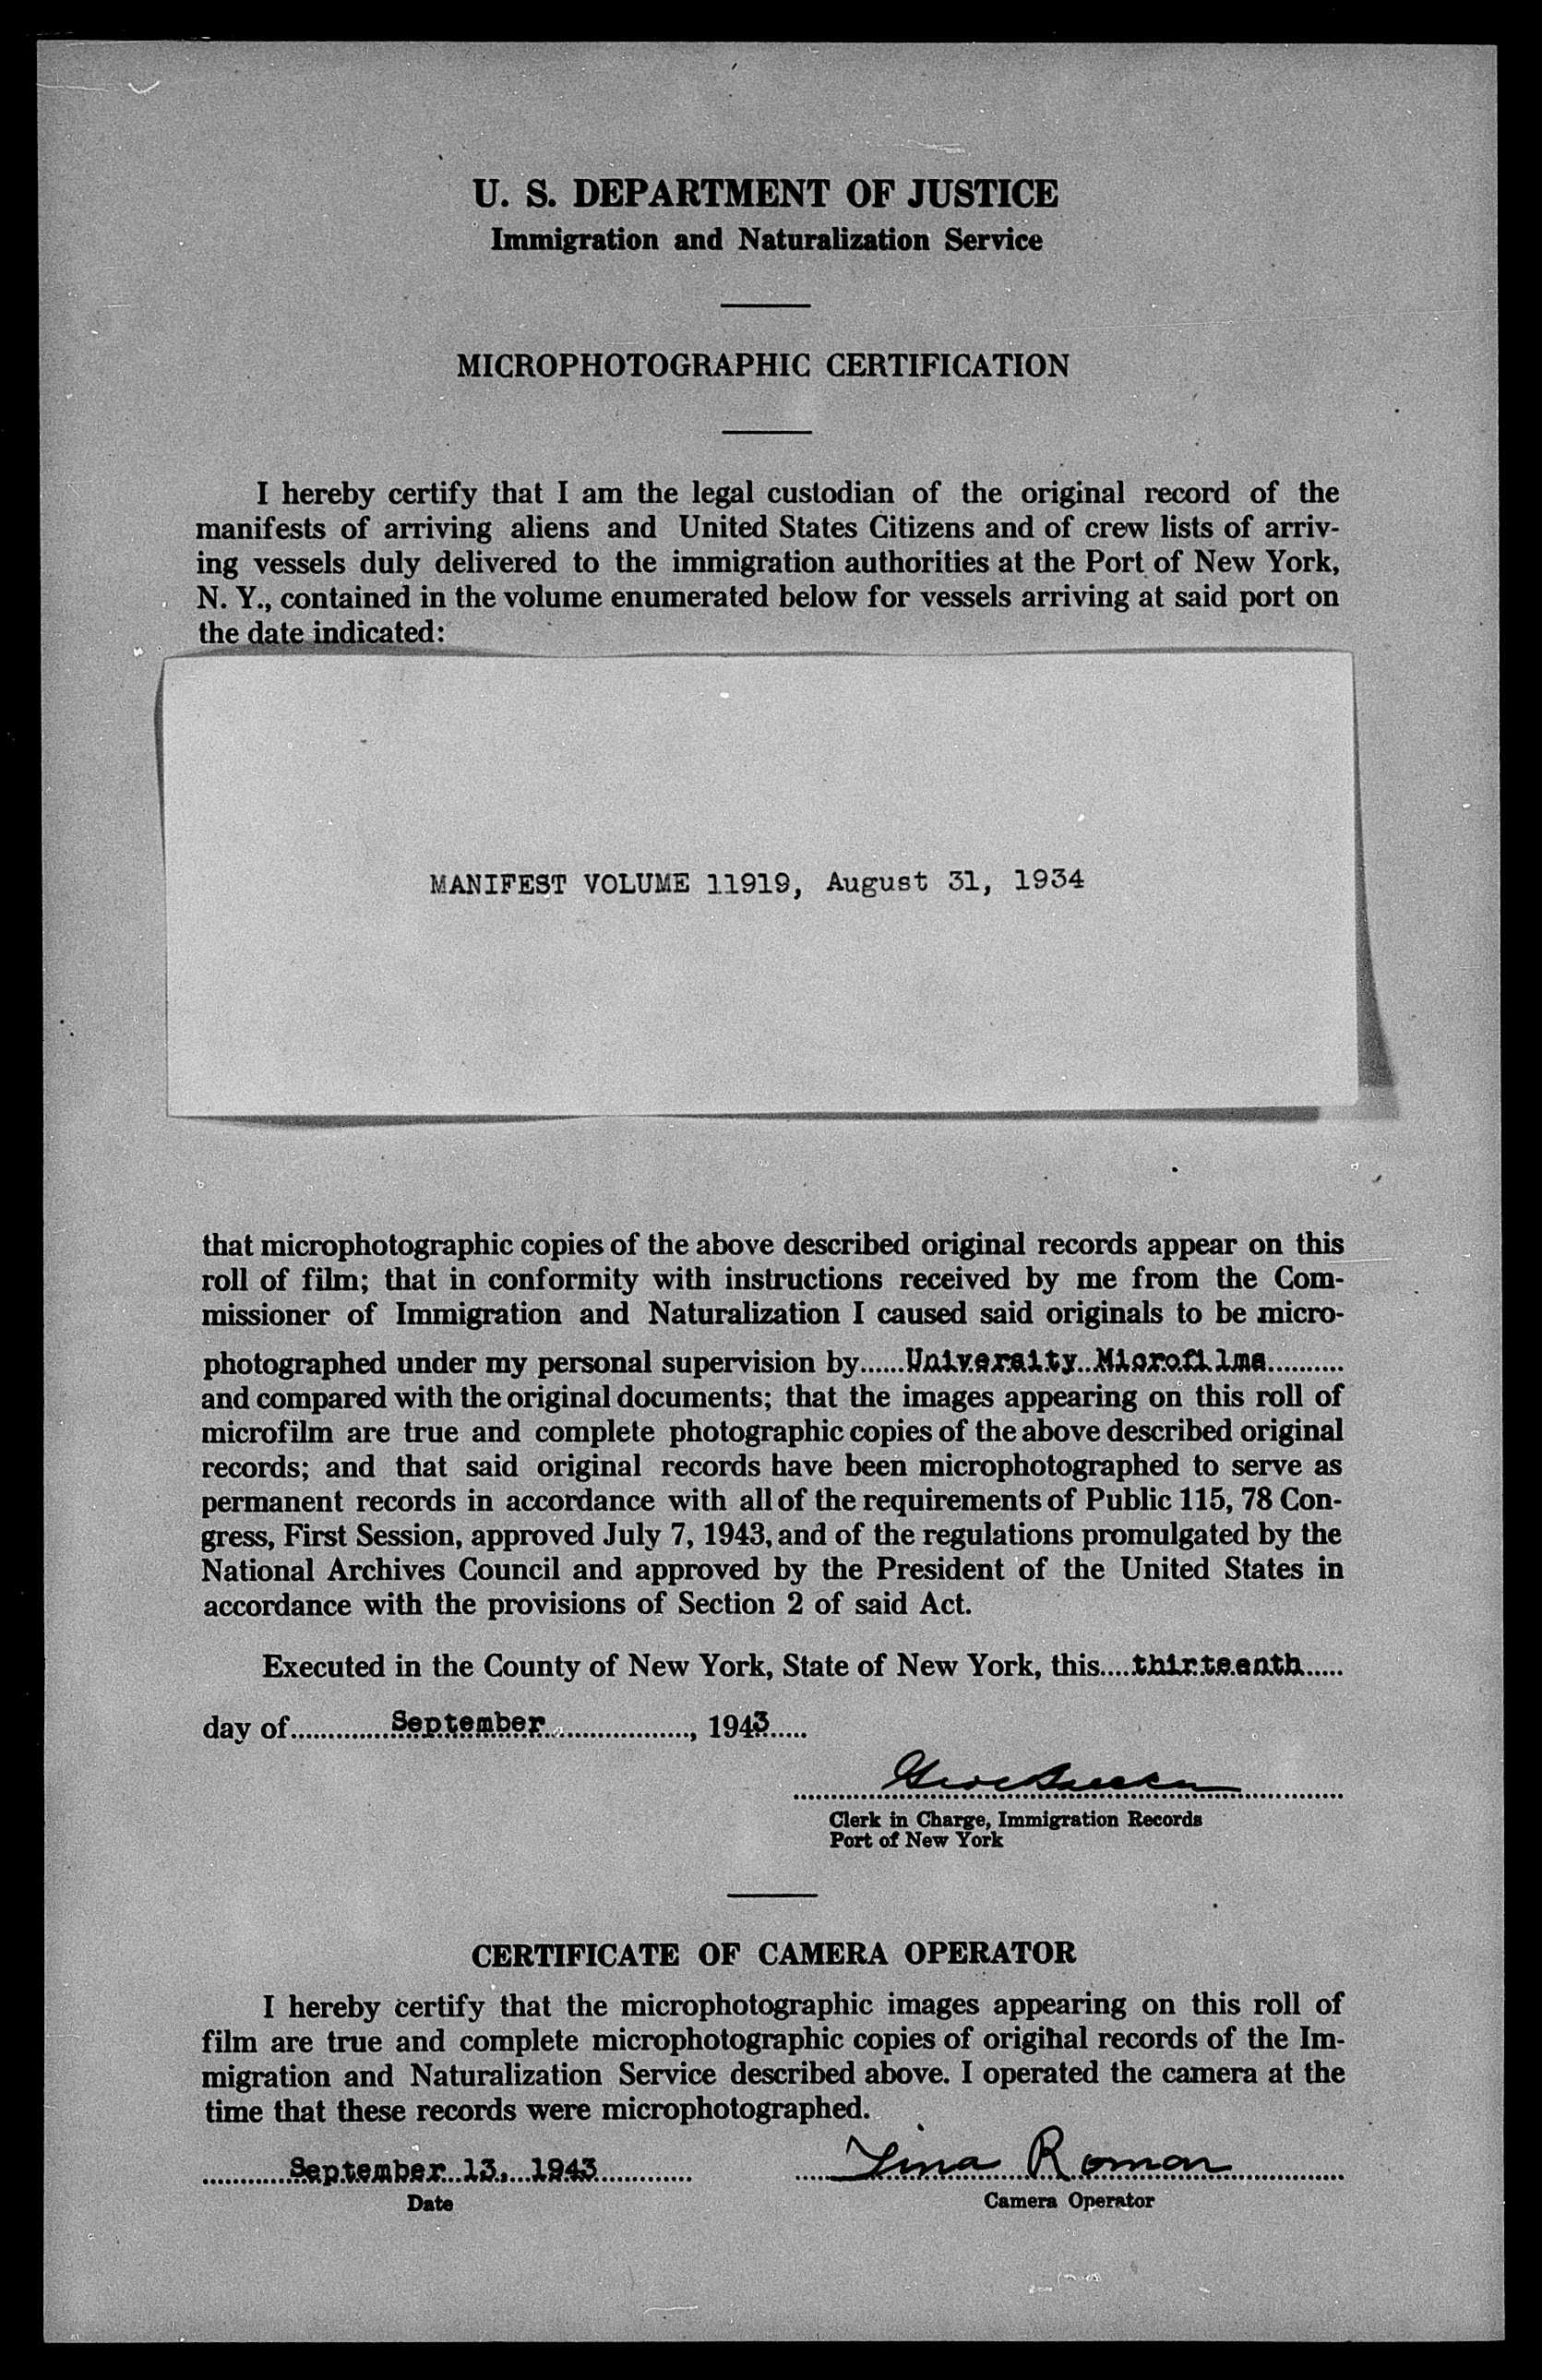 U. S. DEPARTMENT OF JUSTICE
Immigration and Naturalization Service
MICROPHOTOGRAPHIC CERTIFICATION
I hereby certify that I am the legal custodian of the original record of the
manifests of arriving aliens and United States Citizens and of crew lists of arriv-
ing vessels duly delivered to the immigration authorities at the Port of New York,
N. Y., contained in the volume enumerated below for vessels arriving at said port on
the date indicated:
MANIFEST VOLUME 11919, August 31, 1934
that microphotographic copies of the above described original records appear on this
roll of film; that in conformity with instructions received by me from the Com-
missioner of Immigration and Naturalization I caused said originals to be micro-
photographed under my personal supervision by......University Microfilms..........
and compared with the original documents; that the images appearing on this roll of
microfilm are true and complete photographic copies of the above described original
records; and that said original records have been microphotographed to serve as
permanent records in accordance with all of the requirements of Public 115, 78 Con-
gress, First Session, approved July 7, 1943, and of the regulations promulgated by the
National Archives Council and approved by the President of the United States in
accordance with the provisions of Section 2 of said Act.
Executed in the County of New York, State of New York, this....thirteenth.....
day of.............September..................., 1943.....
Clerk in Charge, Immigration Records
Port of New York
CERTIFICATE OF CAMERA OPERATOR
I hereby certify that the microphotographic images appearing on this roll of
film are true and complete microphotographic copies of original records of the Im-
migration and Naturalization Service described above. I operated the camera at the
time that these records were microphotographed.
............September 13, 1943............. Tina Roman
Date Camera Operator